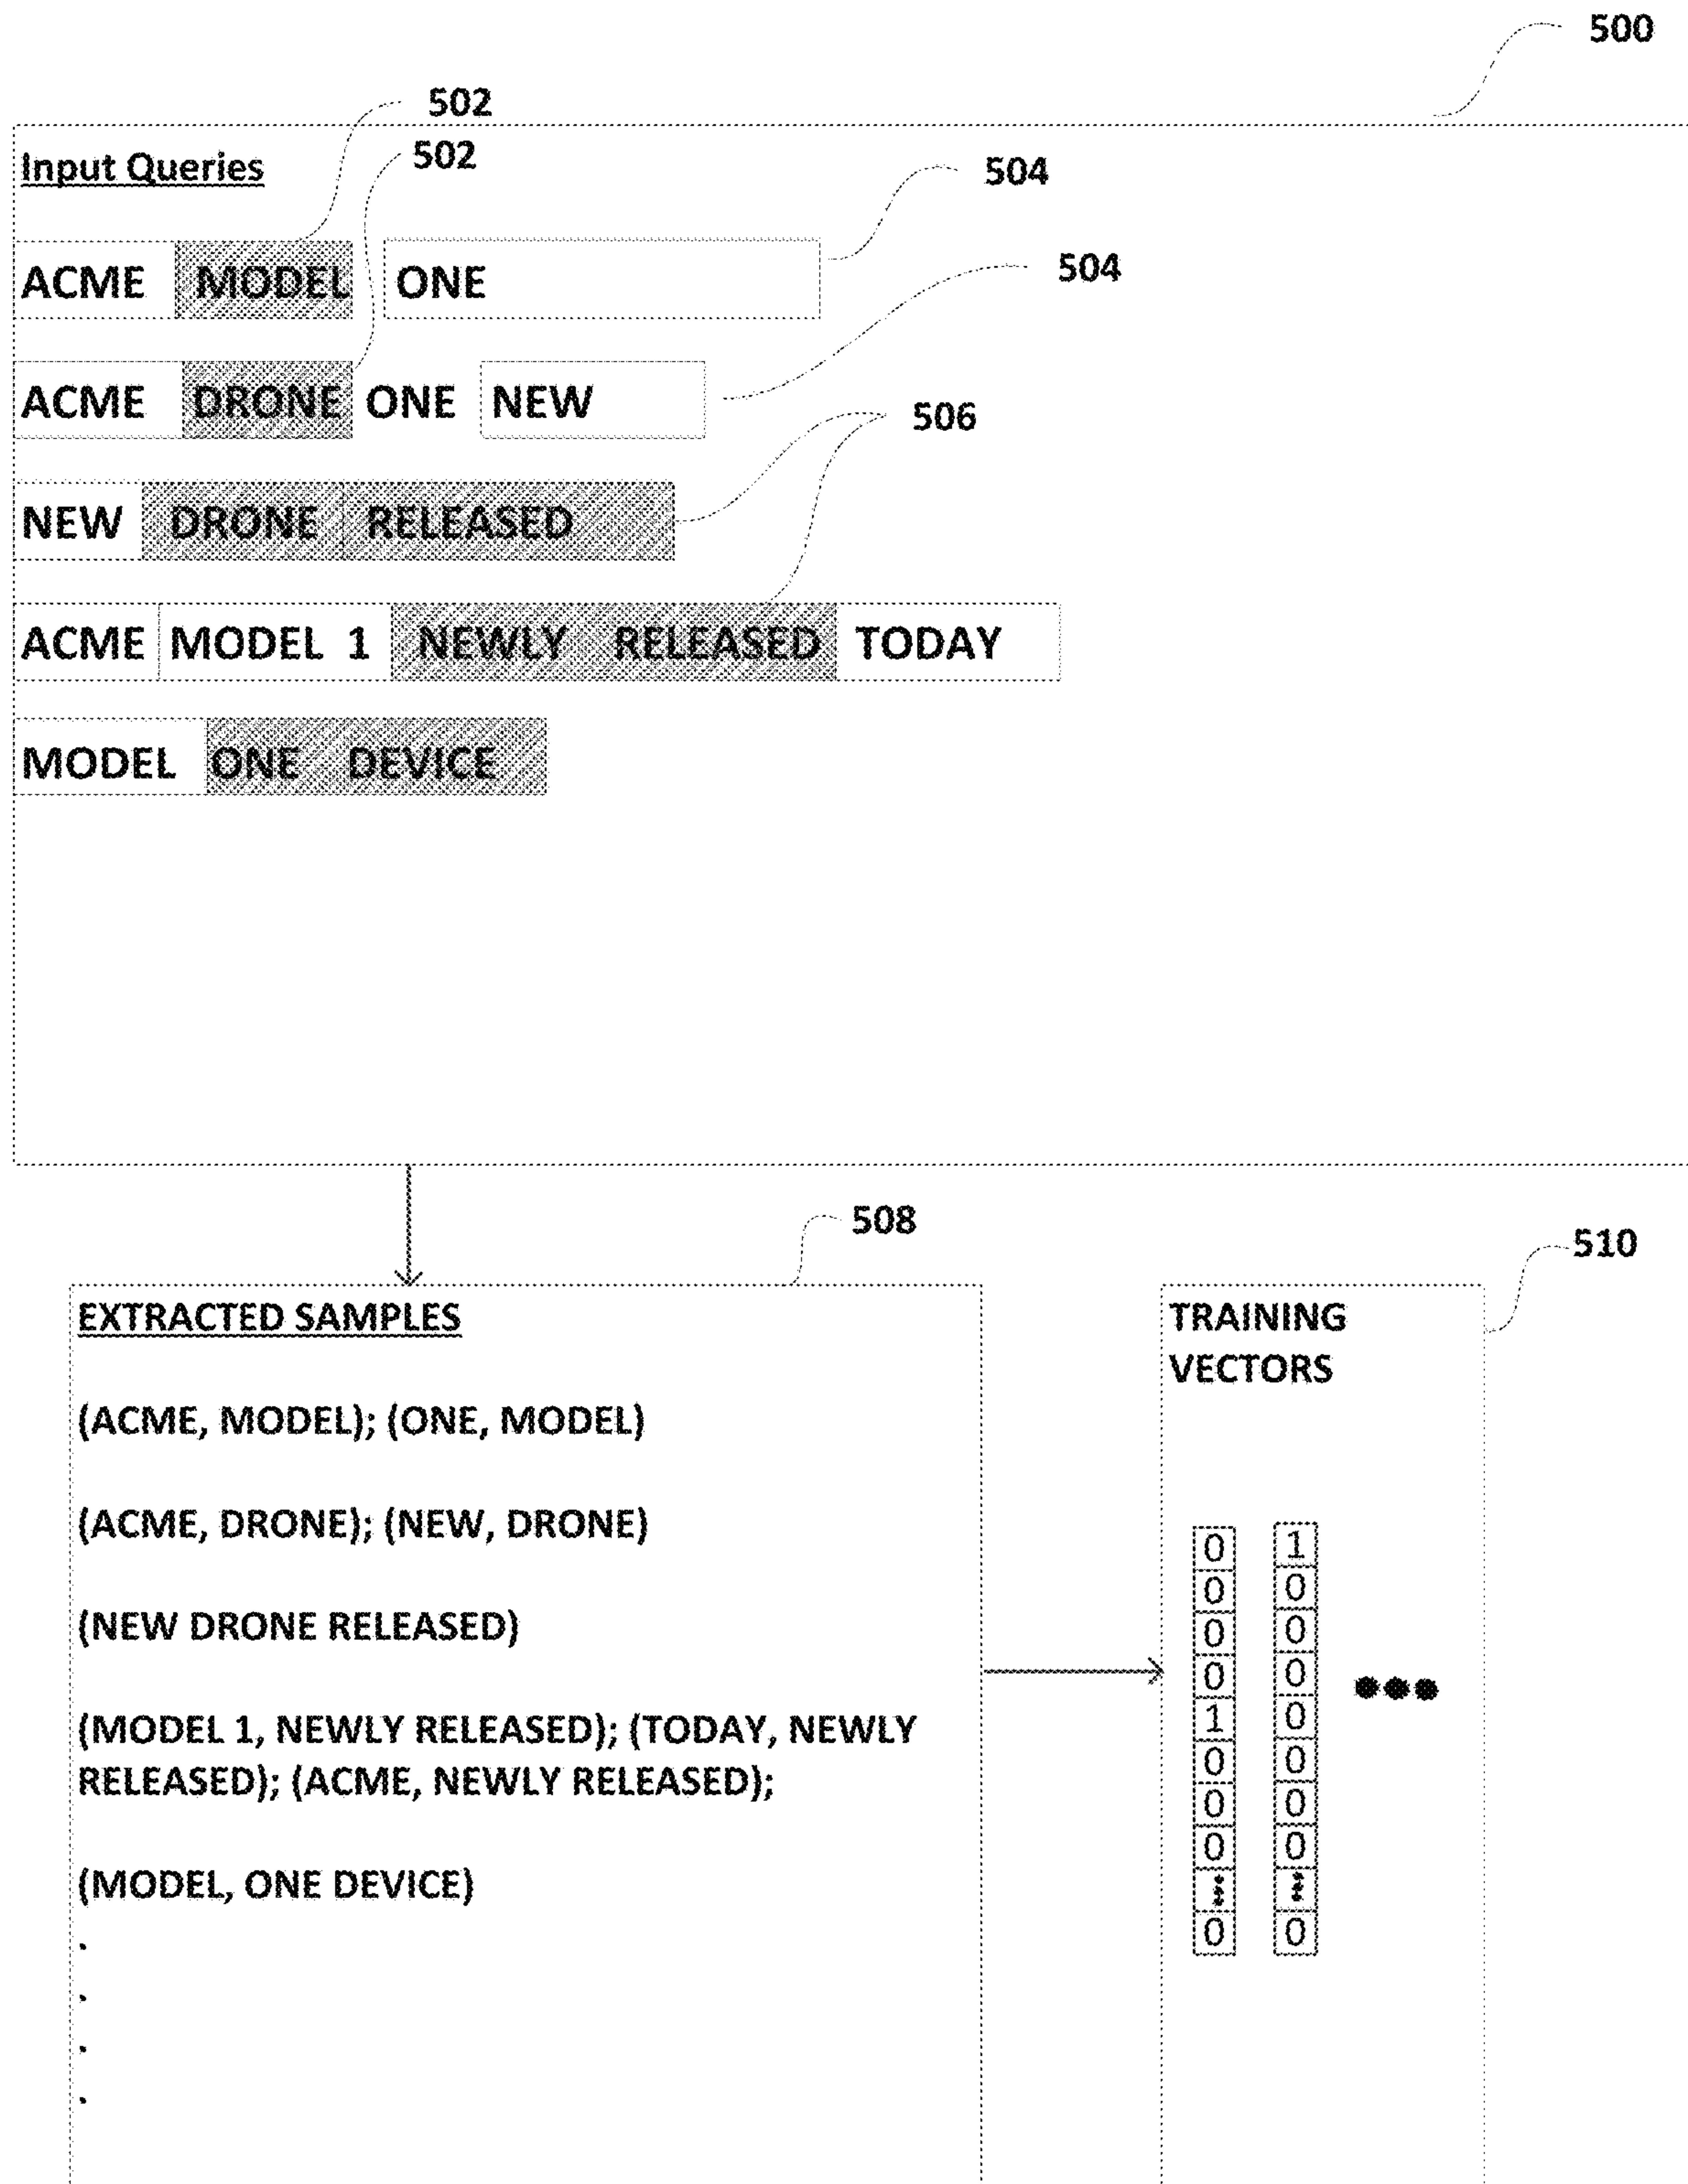 500
502
Input Queries
502
504
ACME MODEL ONE
504
ACME DRONE ONE NEW
506
NEW DRONE RELEASED
ACME MODEL 1 NEWLY RELEASED TODAY
MODEL ONE DEVICE
508
510
EXTRACTED SAMPLES
(ACME, MODEL); (ONE, MODEL)
(ACME, DRONE); (NEW, DRONE)
(NEW DRONE RELEASED)
(MODEL 1, NEWLY RELEASED); (TODAY, NEWLY
RELEASED); (ACME, NEWLY RELEASED);
(MODEL, ONE DEVICE)
.
.
.
.
TRAINING
VECTORS
0 1
0 0
0 0
0 0
1 0
0 0
0 0
0 0
0 0